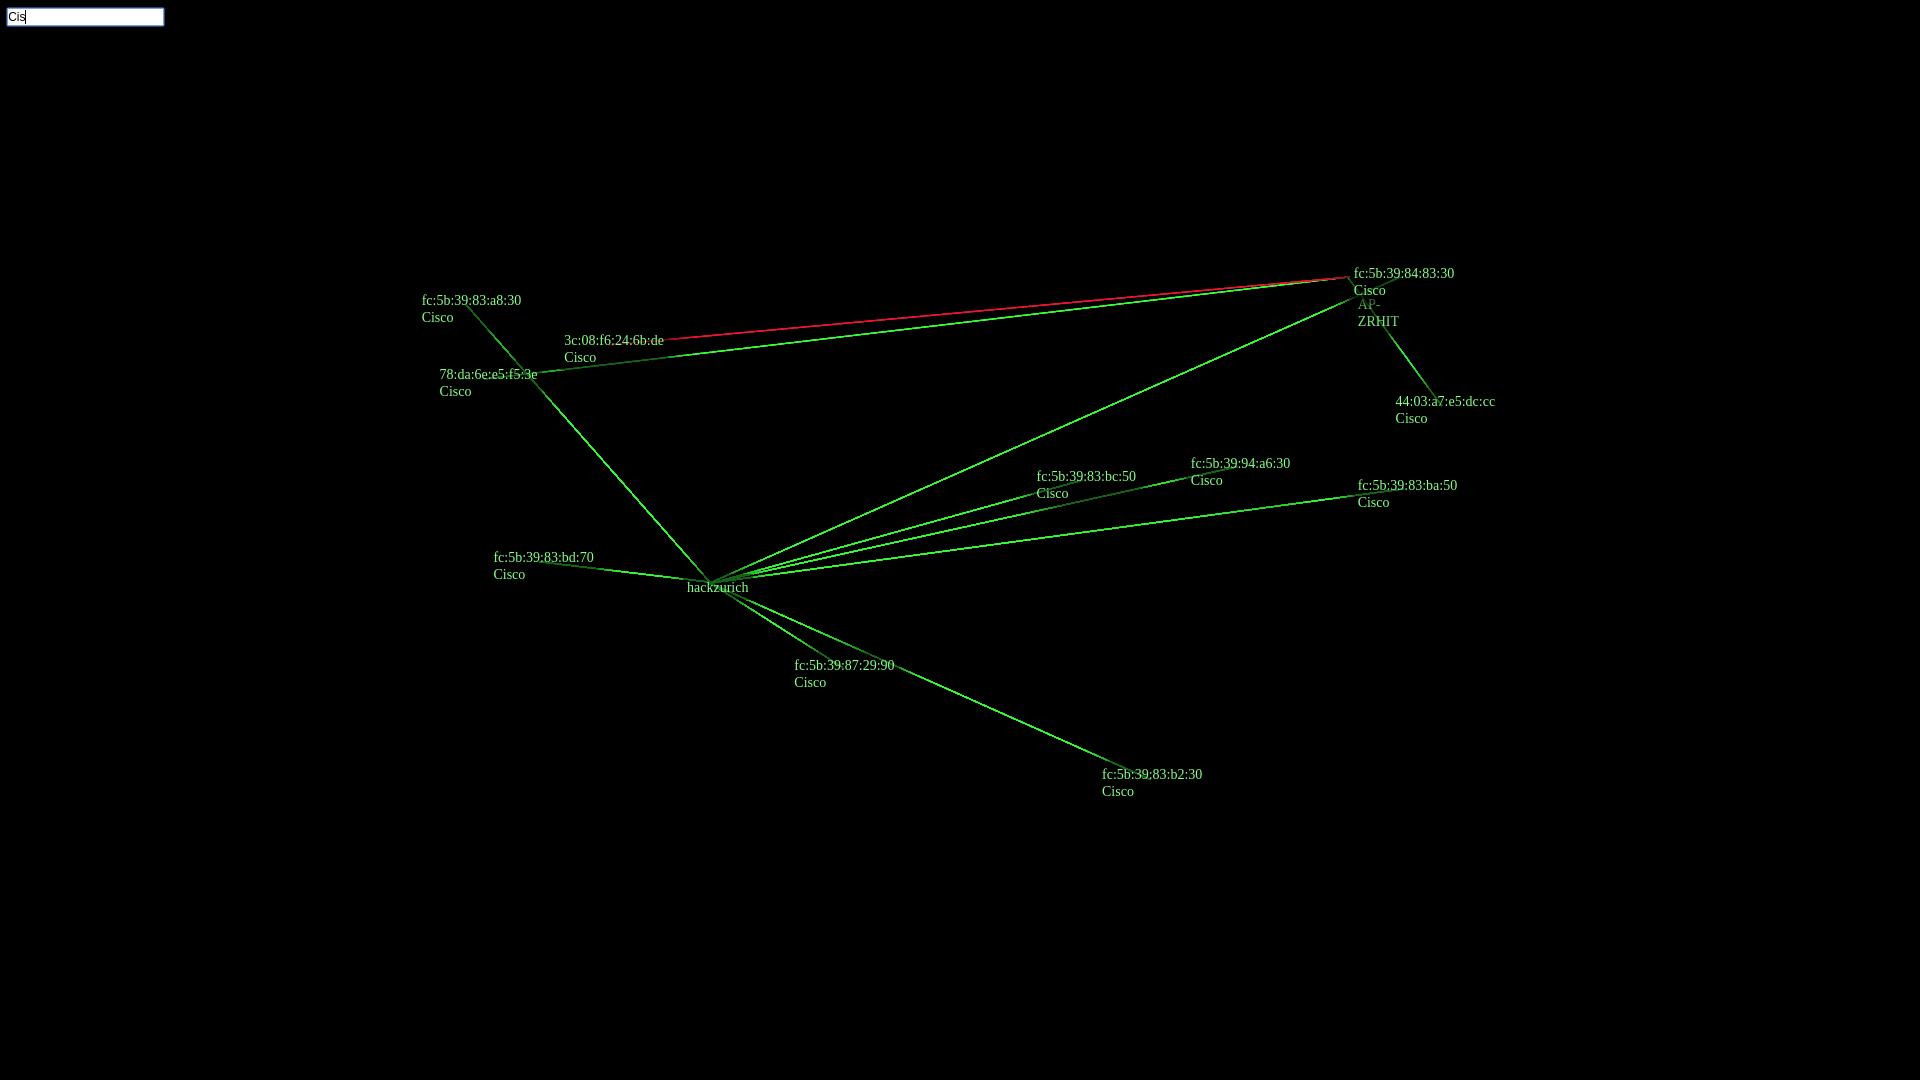 Cis
fc:5b:39:84:83:30
Cisco
AP-
ZRHIT
fc:5b:39:83:a8:30
Cisco
3c:08:f6:24:6b:de
Cisco
78:da:6e:e5:f5:3e
Cisco
44:03:a7:e5:dc:cc
Cisco
fc:5b:39:94:a6:30
Cisco
fc:5b:39:83:bc:50
Cisco
fc:5b:39:83:ba:50
Cisco
fc:5b:39:83:bd:70
Cisco
hackzurich
fc:5b:39:87:29:90
Cisco
fc:5b:39:83:b2:30
Cisco